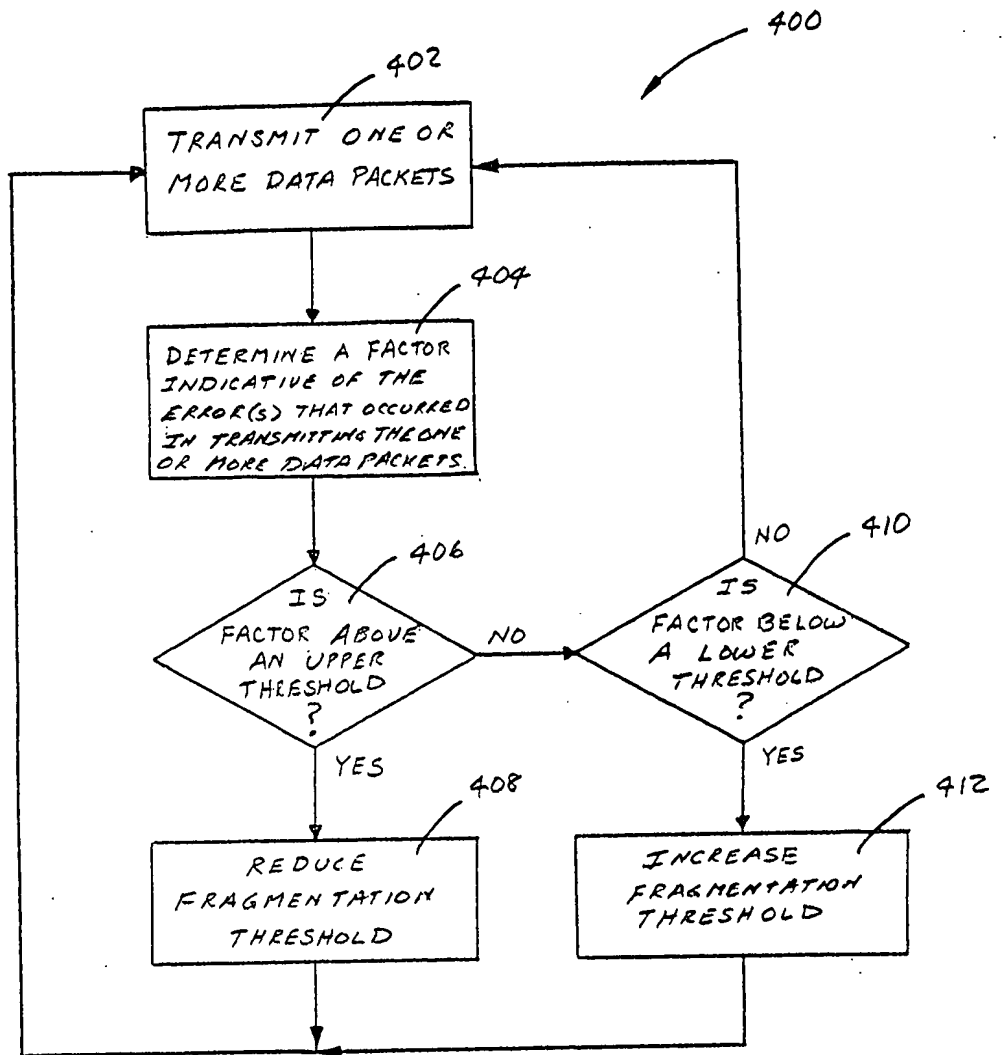 400
402
TRANSMIT ONE OR
MORE DATA PACKETS
404
DETERMINE A FACTOR
INDICATIVE OF THE
ERROR(S) THAT OCCURRED
IN TRANSMITTING THE ONE
OR MORE DATA PACKETS.
406
IS
FACTOR ABOVE
AN UPPER
THRESHOLD
?
NO
YES
410
NO
IS
FACTOR BELOW
A LOWER
THRESHOLD
?
YES
408
REDUCE
FRAGMENTATION
THRESHOLD
412
INCREASE
FRAGMENTATION
THRESHOLD